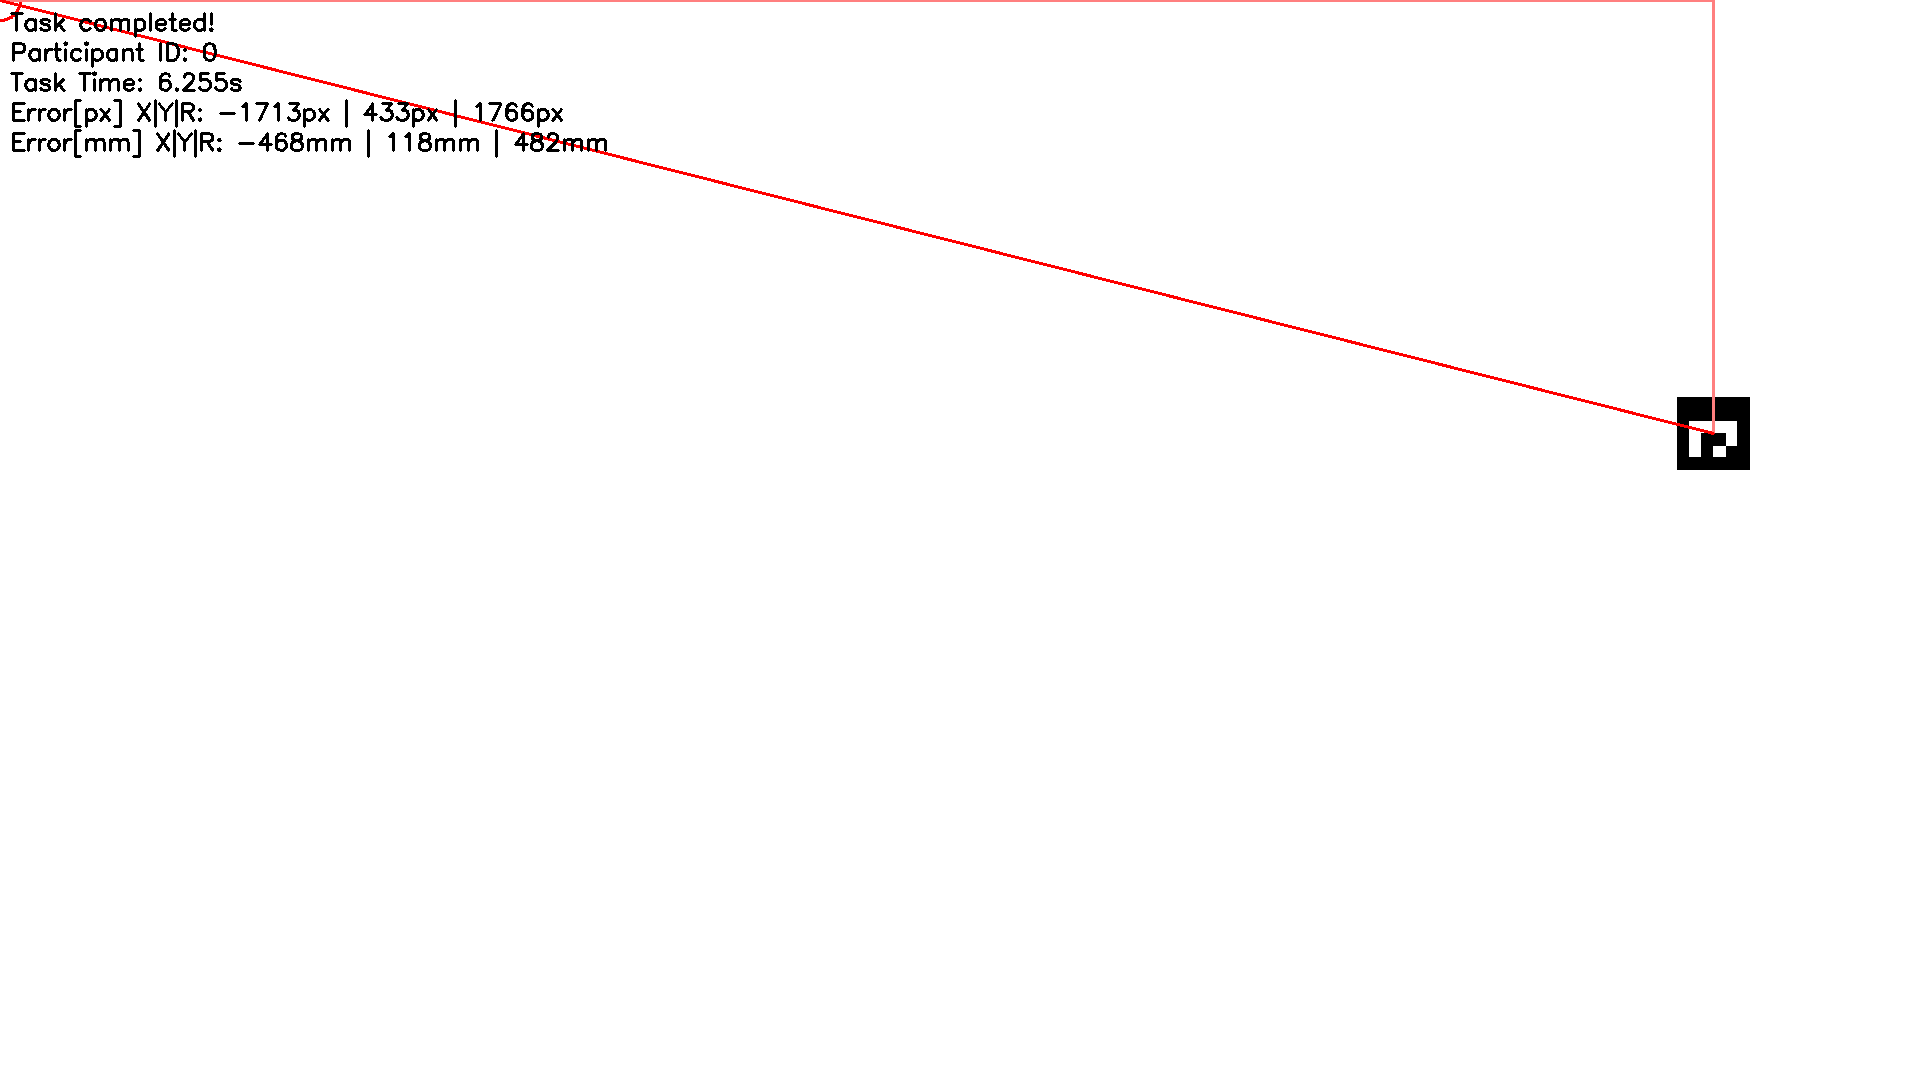 Task completed!
Participant ID: 0
Task Time: 6.255s
Error[px] X|Y|R: -1713px | 433px | 1766px
Error[mm] X|Y|R: -468mm | 118mm | 482mm